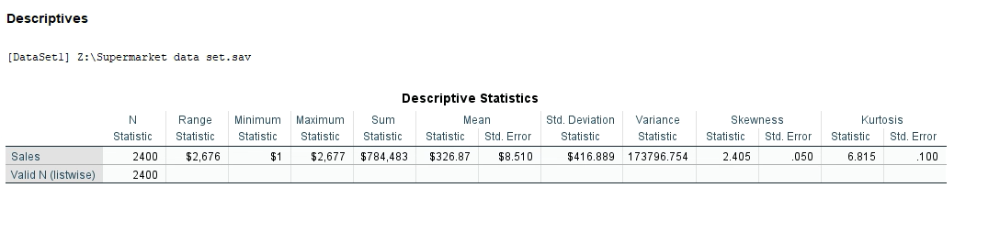 Descriptives
[DataSet1] Z:\Supermarket data set.sav
Descriptive Statistics
N Range Minimum Maximum Sum Mean Std. Deviation Variance Skewness Kurtosis
Statistic Statistic Statistic Statistic Statistic Statistic Std. Error Statistic Statistic Statistic Std. Error Statistic Std. Error
Sales 2400 $2,676 $1 $2,677 $784,483 $326.87 $8.510 $416.889 173796.754 2.405 .050 6.815 .100
Valid N (listwise) 2400